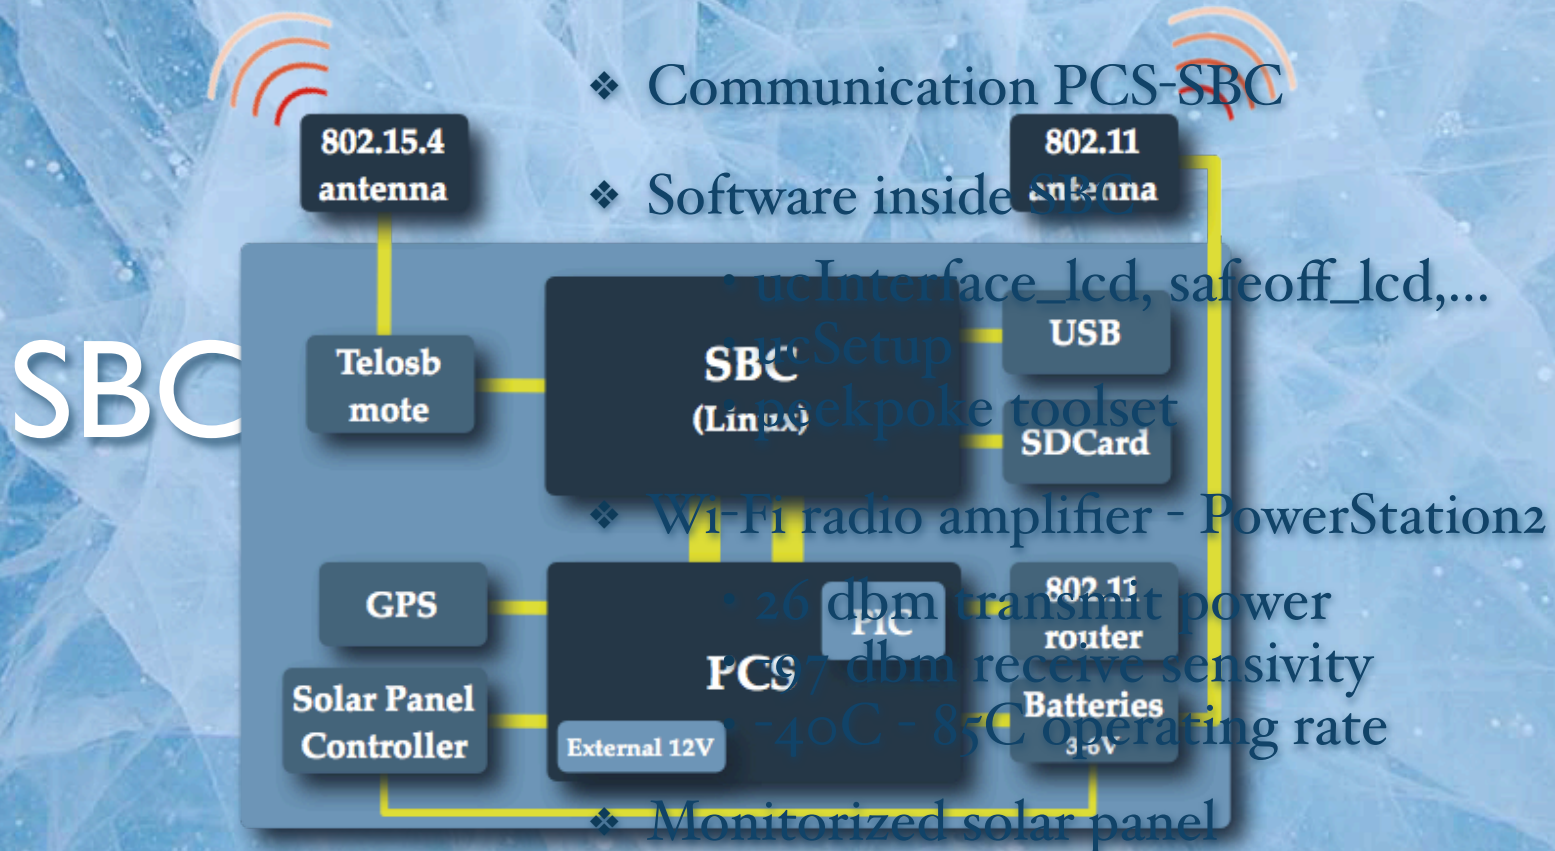 SBC
❖ Communication PCS-SBC
❖ Software inside SBC
• ucInterface_lcd, safeoff_lcd,...
• ucSetup
• peekpoke toolset
❖ Wi-Fi radio amplifier - PowerStation2
• 26 dbm transmit power
• -97 dbm receive sensivity
• -40C - 85C operating rate
❖ Monitorized solar panel
802.15.4
antenna
802.11
antenna
Telosb
mote
SBC
(Linux)
USB
SDCard
GPS
PCS
PIC
802.11
router
Solar Panel
Controller
External 12V
Batteries
3-6V